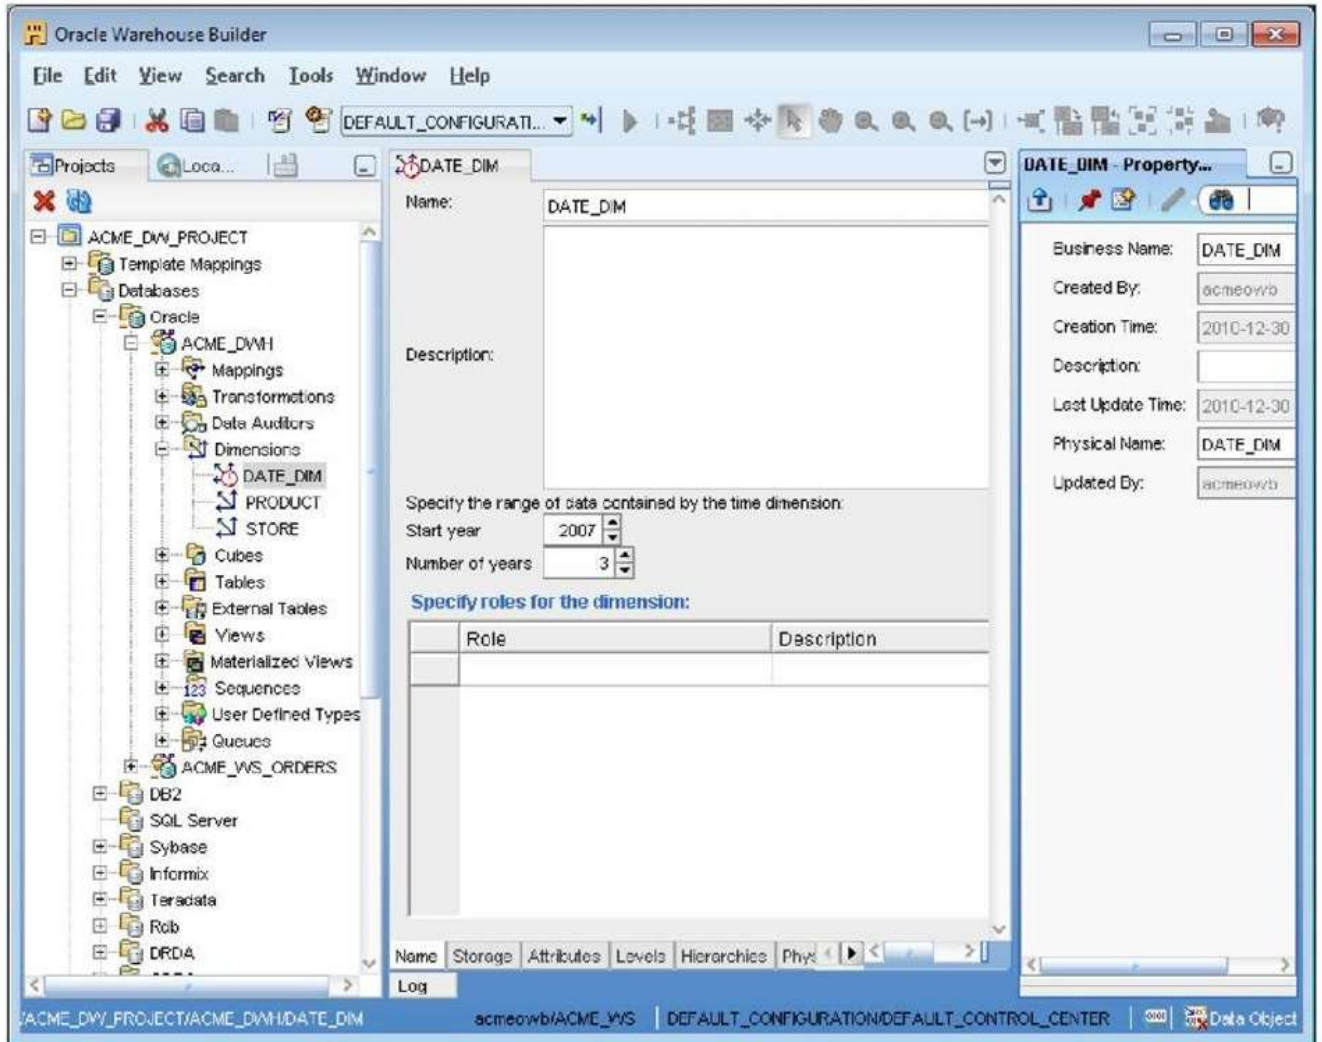 Oracle Warehouse Builder
File Edit View Search Tools Window Help
DEFAULT_CONFIGURATI...
Projects
Loca...
ACME_DW_PROJECT
Template Mappings
Databases
Oracle
ACME_DWH
Mappings
Transformations
Data Auditors
Dimensions
DATE_DIM
PRODUCT
STORE
Cubes
Tables
External Tables
Views
Materialized Views
123 Sequences
User Defined Types
Queues
ACME_WS_ORDERS
DB2
SQL Server
Sybase
Informix
Teradata
Rdb
DRDA
DATE_DIM
Name: DATE_DIM
Description:
Specify the range of data contained by the time dimension:
Start year 2007
Number of years 3
Specify roles for the dimension:
Role Description
Name Storage Attributes Levels Hierarchies Phys
Log
DATE_DIM - Property...
Business Name: DATE_DIM
Created By: acmeowb
Creation Time: 2010-12-30
Description:
Last Update Time: 2010-12-30
Physical Name: DATE_DIM
Updated By: acmeowb
/ACME_DW_PROJECT/ACME_DWH/DATE_DIM
acmeowb/ACME_WS
DEFAULT_CONFIGURATION/DEFAULT_CONTROL_CENTER
Data Object